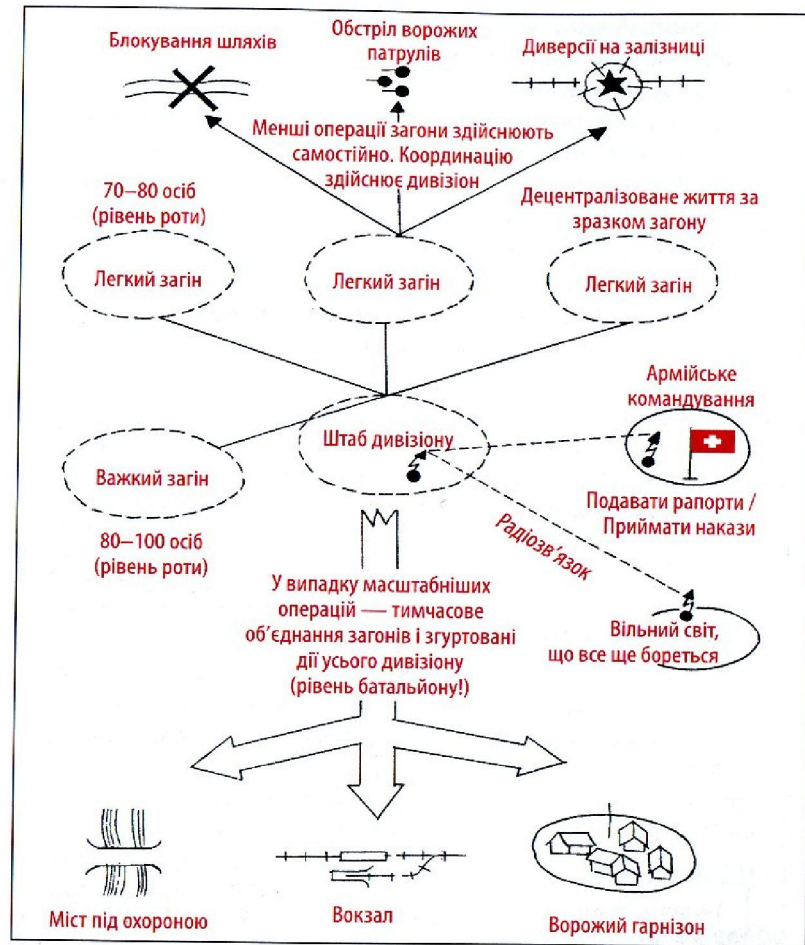 Блокування шляхів
Обстріл ворожих
патрулів
Диверсії на залізниці
Менші операції загони здійснюють
самостійно. Координацію
здійснює дивізіон
70–80 осіб
(рівень роти)
Децентралізоване життя за
зразком загону
Легкий загін
Легкий загін
Легкий загін
Армійське
командування
Штаб дивізіону
Важкий загін
Подавати рапорти /
Приймати накази
80–100 осіб
(рівень роти)
Радіозв’язок
У випадку масштабніших
операцій — тимчасове
об’єднання загонів і згуртовані
дії усього дивізіону
(рівень батальйону!)
Вільний світ,
що все ще бореться
Міст під охороною
Вокзал
Ворожий гарнізон